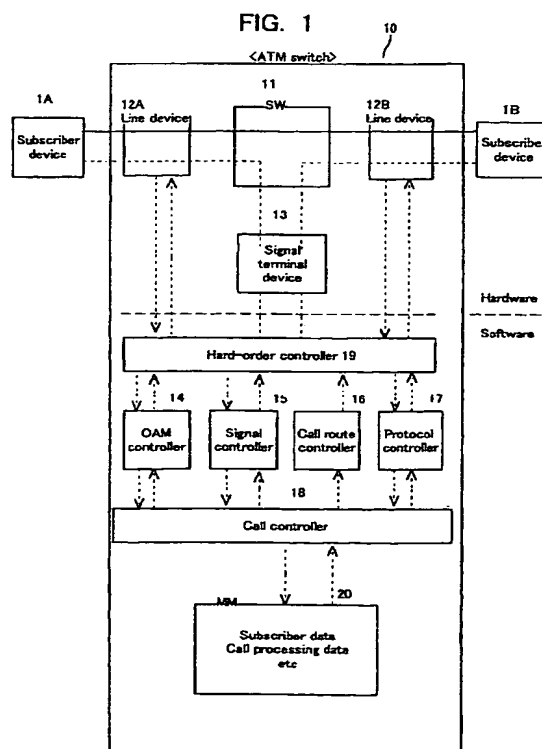 FIG. 1
10
<ATM switch>
1A
11
1B
12A
Line device
SW
12B
Line device
Subscriber
device
Subscriber
device
13
Signal
terminal
device
Hardware
Software
Hard-order controller 19
14
15
16
17
OAM
controller
Signal
controller
Call route
controller
Protocol
controller
18
Call controller
MM
20
Subscriber data
Call processing data
etc